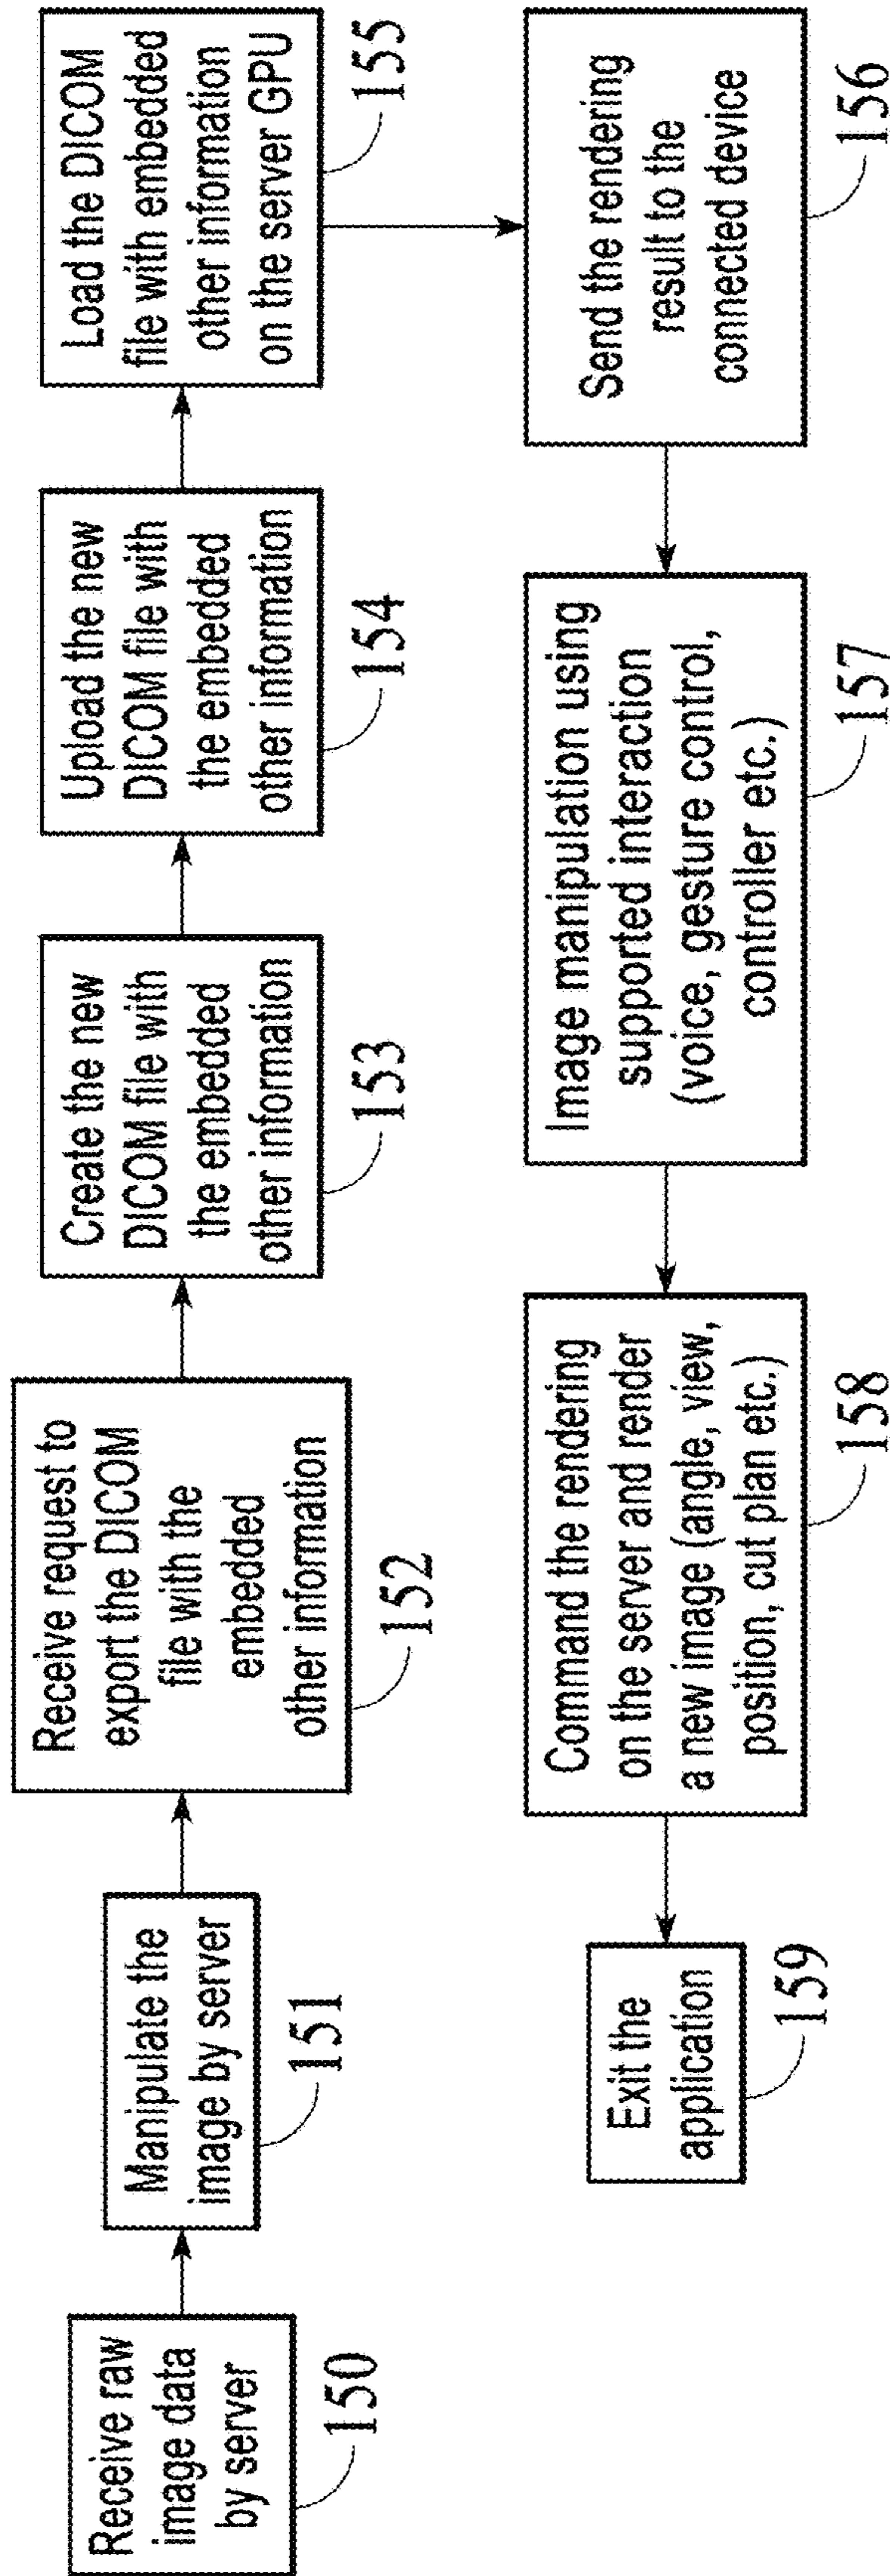 Receive raw
image data
by server
150
Manipulate the
image by server
151
Receive request to
export the DICOM
file with the
embedded
other information
152
Create the new
DICOM file with
the embedded
other information
153
Upload the new
DICOM file with
the embedded
other information
154
Load the DICOM
file with embedded
other information
on the server GPU
155
Send the rendering
result to the
connected device
156
Image manipulation using
supported interaction
(voice, gesture control,
controller etc.)
157
Command the rendering
on the server and render
a new image (angle, view,
position, cut plan etc.)
158
Exit the
application
159